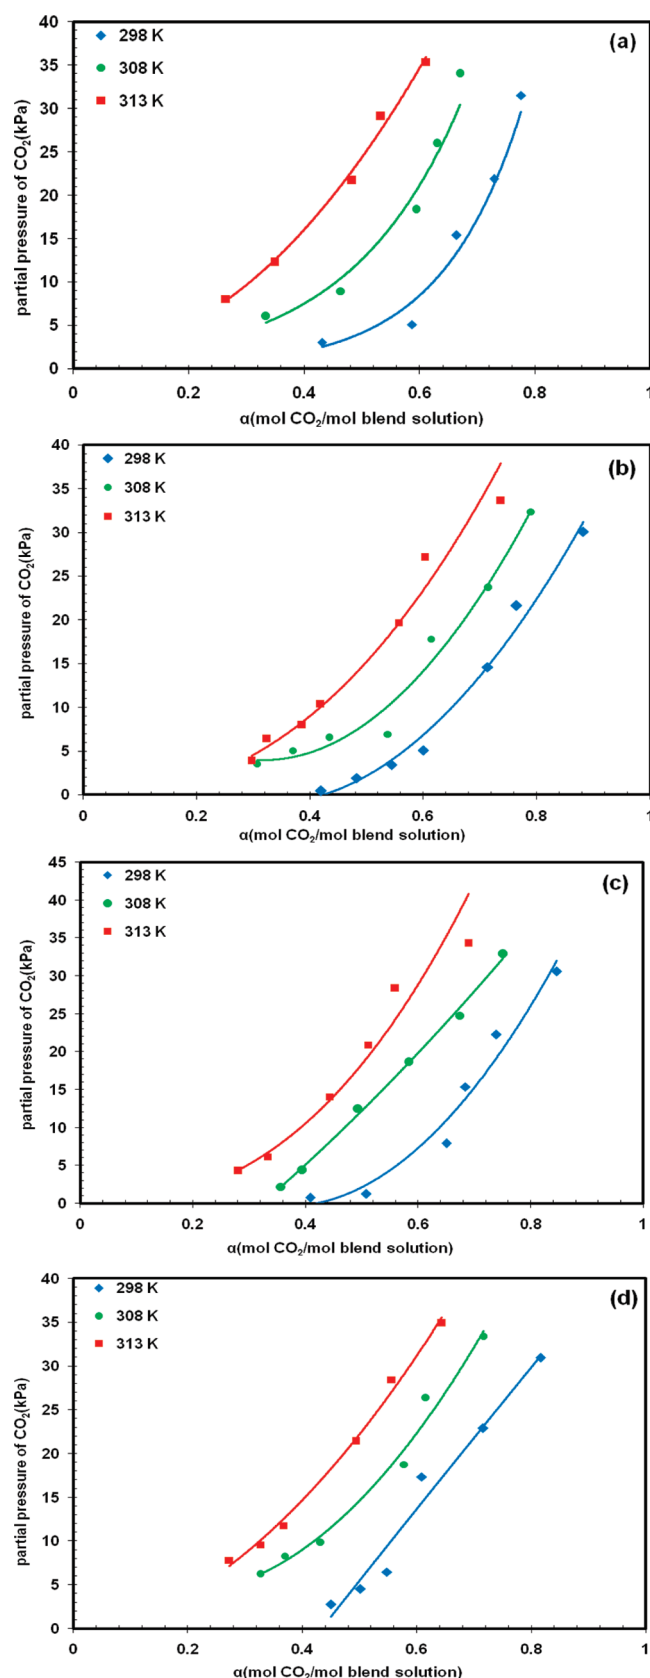 40
(a)
298 K
35
308 K
30
313 K
25
20
15
10
5
0
partial pressure of CO₂(kPa)
0 0.2 0.4 0.6 0.8 1
α(mol CO₂/mol blend solution)
40
(b)
298 K
35
308 K
30
313 K
25
20
15
10
5
0
partial pressure of CO₂(kPa)
0 0.2 0.4 0.6 0.8 1
α(mol CO₂/mol blend solution)
45
(c)
298 K
40
308 K
35
313 K
30
25
20
15
10
5
0
partial pressure of CO₂(kPa)
0 0.2 0.4 0.6 0.8 1
α(mol CO₂/mol blend solution)
40
(d)
298 K
35
308 K
313 K
30
25
20
15
10
5
0
partial pressure of CO₂(kPa)
0 0.2 0.4 0.6 0.8 1
α(mol CO₂/mol blend solution)